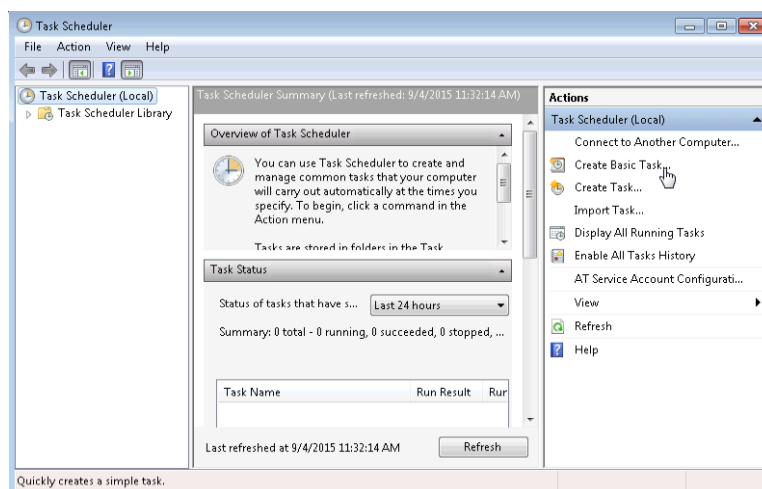 Task Scheduler
File Action View Help
Task Scheduler (Local)
Task Scheduler Library
Task Scheduler Summary (Last refreshed: 9/4/2015 11:32:14 AM)
Overview of Task Scheduler
You can use Task Scheduler to create and
manage common tasks that your computer
will carry out automatically at the times you
specify. To begin, click a command in the
Action menu.
Tasks are stored in folders in the Task
Task Status
Status of tasks that have s... Last 24 hours
Summary: 0 total - 0 running, 0 succeeded, 0 stopped, ...
Task Name Run Result Run
Last refreshed at 9/4/2015 11:32:14 AM Refresh
Actions
Task Scheduler (Local)
Connect to Another Computer...
Create Basic Task...
Create Task...
Import Task...
Display All Running Tasks
Enable All Tasks History
AT Service Account Configurati...
View
Refresh
Help
Quickly creates a simple task.